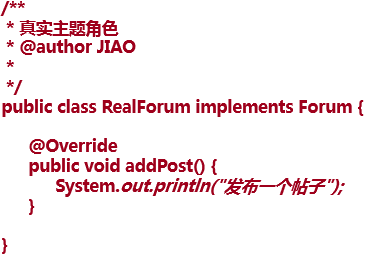 /**
 * 真实主题角色
 * @author JIAO
 *
 */
public class RealForum implements Forum {
@Override
public void addPost() {
System.out.println("发布一个帖子");
}
}